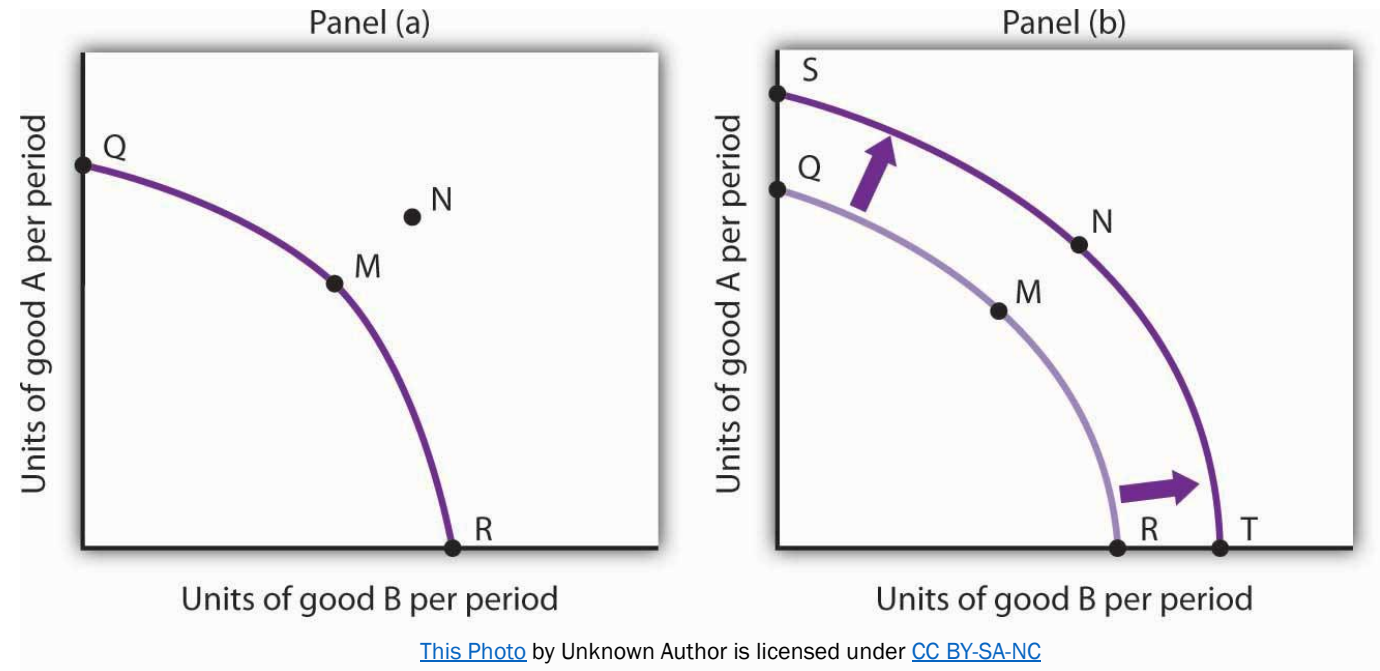 Panel (a)
Units of good A per period
Q
N
M
R
Units of good B per period
Panel (b)
Units of good A per period
S
Q
N
M
R
T
Units of good B per period
This Photo by Unknown Author is licensed under CC BY-SA-NC